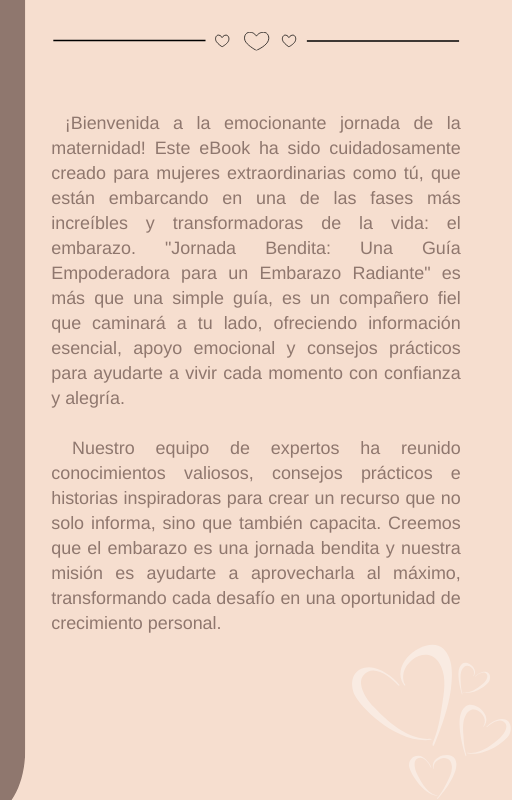 ¡Bienvenida a la emocionante jornada de la
maternidad! Este eBook ha sido cuidadosamente
creado para mujeres extraordinarias como tú, que
están embarcando en una de las fases más
increíbles y transformadoras de la vida: el
embarazo. "Jornada Bendita: Una Guía
Empoderadora para un Embarazo Radiante" es
más que una simple guía, es un compañero fiel
que caminará a tu lado, ofreciendo información
esencial, apoyo emocional y consejos prácticos
para ayudarte a vivir cada momento con confianza
y alegría.
Nuestro equipo de expertos ha reunido
conocimientos valiosos, consejos prácticos e
historias inspiradoras para crear un recurso que no
solo informa, sino que también capacita. Creemos
que el embarazo es una jornada bendita y nuestra
misión es ayudarte a aprovecharla al máximo,
transformando cada desafío en una oportunidad de
crecimiento personal.